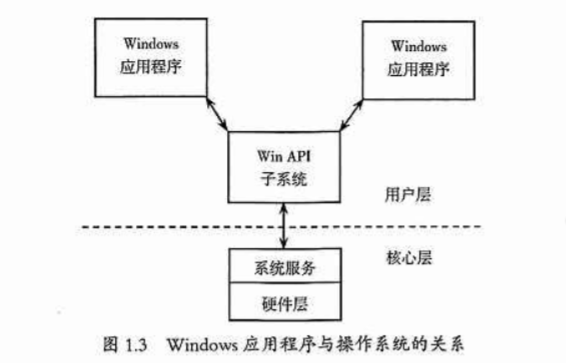 Windows
应用程序
Windows
应用程序
Win API
子系统
用户层
核心层
系统服务
硬件层
图 1.3 Windows 应用程序与操作系统的关系